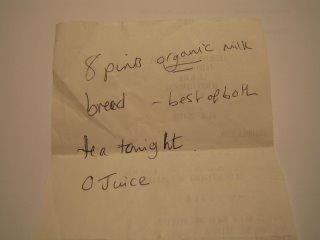 8 pints organic milk
bread - best of both
tea tonight.
O Juice